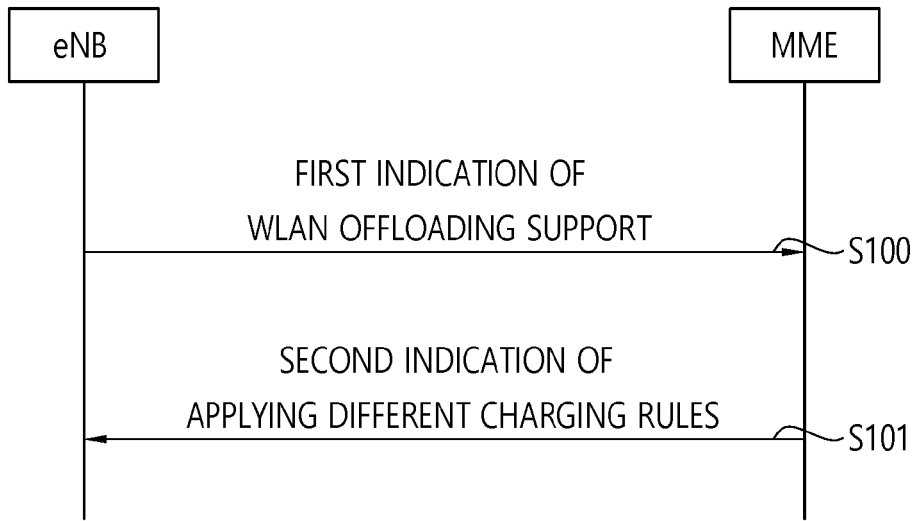 eNB
MME
FIRST INDICATION OF
WLAN OFFLOADING SUPPORT
S100
SECOND INDICATION OF
APPLYING DIFFERENT CHARGING RULES
S101